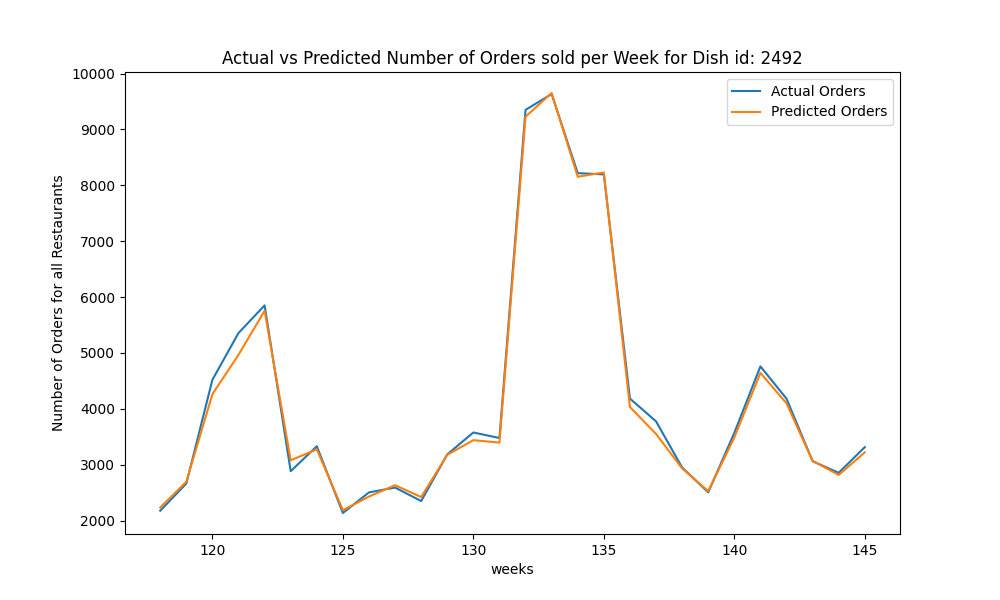 Actual vs Predicted Number of Orders sold per Week for Dish id: 2492
Actual Orders
Predicted Orders
Number of Orders for all Restaurants
10000
9000
8000
7000
6000
5000
4000
3000
2000
120 125 130 135 140 145
weeks